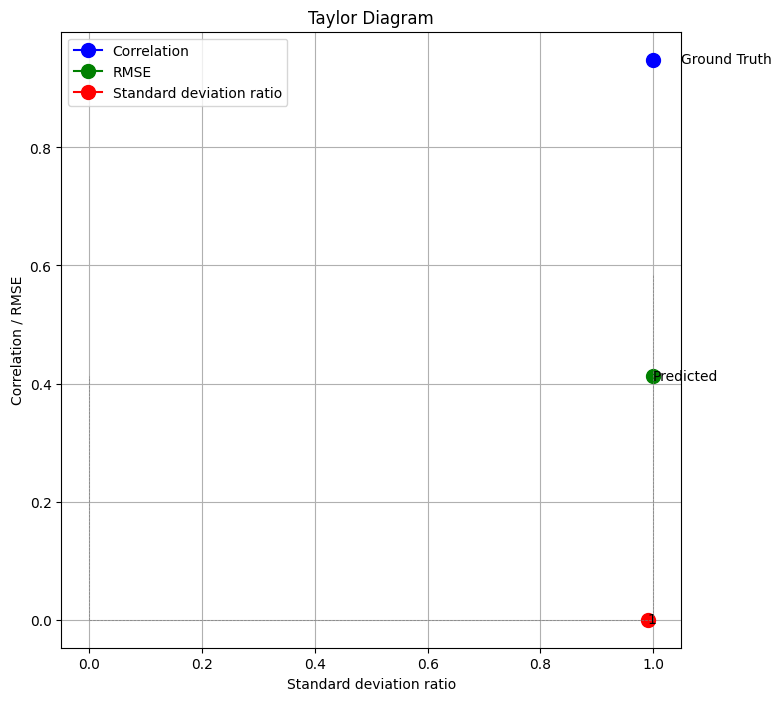 Taylor Diagram
Correlation
RMSE
Standard deviation ratio
Ground Truth
Predicted
1
Correlation / RMSE
0.8
0.6
0.4
0.2
0.0
0.0 0.2 0.4 0.6 0.8 1.0
Standard deviation ratio